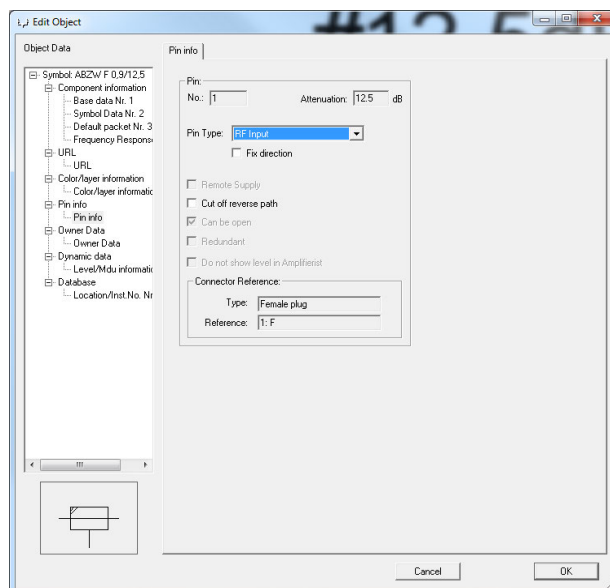 #12.5
Edit Object
Object Data
Symbol: ABZW F 0,9/12,5
Component information
Base data Nr. 1
Symbol Data Nr. 2
Default packet Nr. 3
Frequency Respons
URL
URL
Color/layer information
Color/layer informatic
Pin info
Pin info
Owner Data
Owner Data
Dynamic data
Level/Mdu informatic
Database
Location/Inst.No. Nr
Pin info
Pin:
No.: 1 Attenuation: 12.5 dB
Pin Type: RF Input
Fix direction
Remote Supply
Cut off reverse path
Can be open
Redundant
Do not show level in Amplifierlist
Connector Reference:
Type: Female plug
Reference: 1: F
Cancel OK